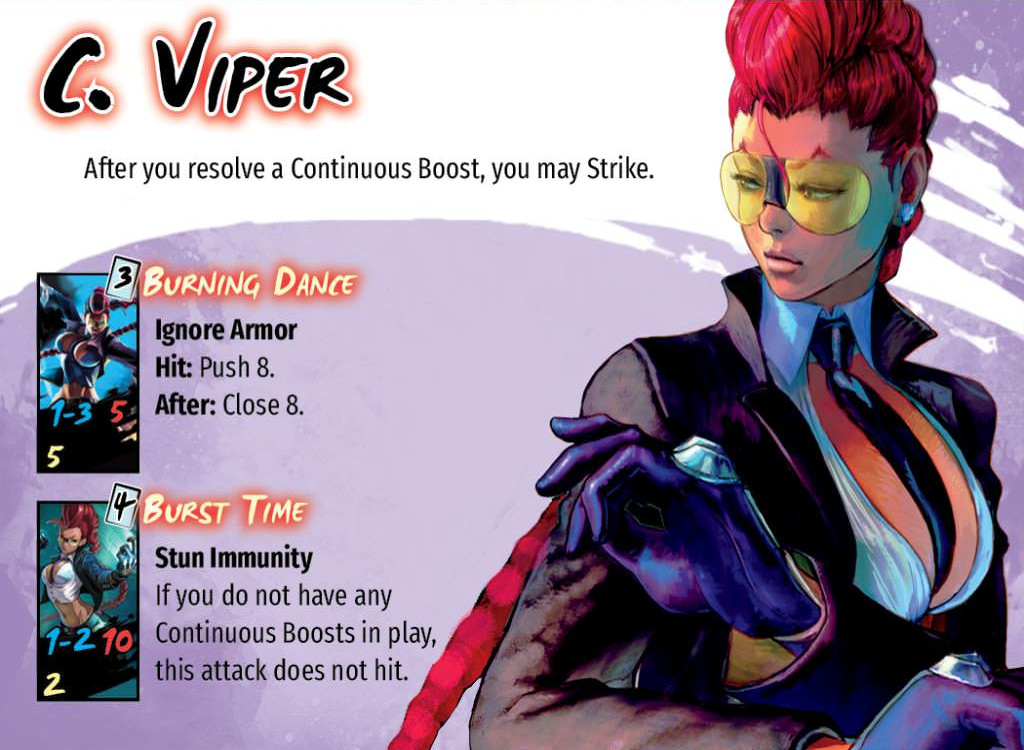 C. VIPER
After you resolve a Continuous Boost, you may Strike.
3 BURNING DANCE
Ignore Armor
Hit: Push 8.
After: Close 8.
1-3 5
5
4 BURST TIME
Stun Immunity
If you do not have any
Continuous Boosts in play,
this attack does not hit.
1-2 10
2